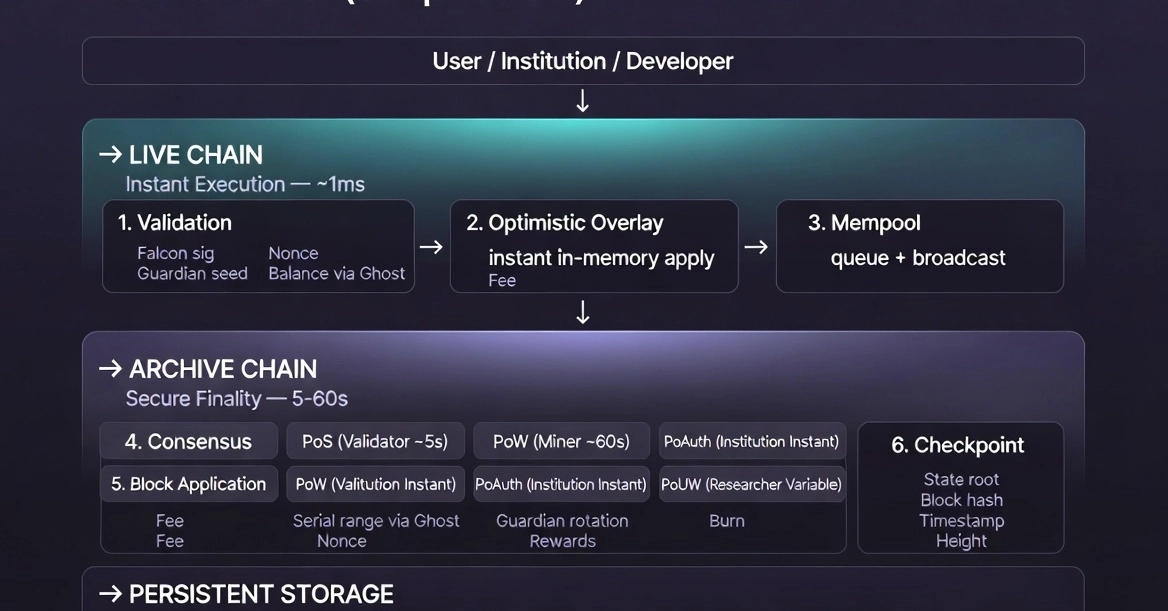 User / Institution / Developer
↓
→ LIVE CHAIN
Instant Execution — ~1ms
1. Validation
Falcon sig Nonce
Guardian seed Balance via Ghost
→
2. Optimistic Overlay
instant in-memory apply
Fee
→
3. Mempool
queue + broadcast
↓
→ ARCHIVE CHAIN
Secure Finality — 5-60s
4. Consensus PoS (Validator ~5s) PoW (Miner ~60s) PoAuth (Institution Instant)
5. Block Application PoW (Valitution Instant) PoAuth (Institution Instant) PoUW (Researcher Variable)
Fee Serial range via Ghost Guardian rotation Burn
Fee Nonce Rewards
6. Checkpoint
State root
Block hash
Timestamp
Height
→ PERSISTENT STORAGE